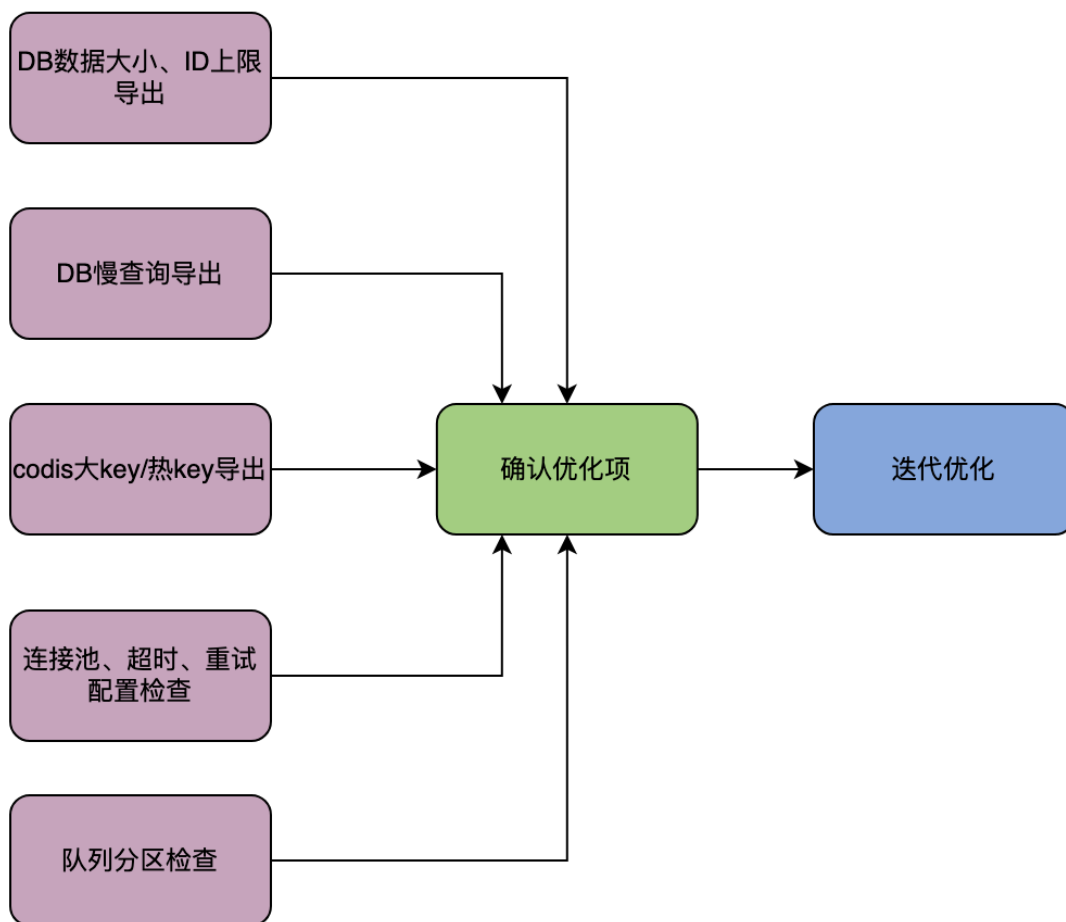 DB数据大小、ID上限
导出
DB慢查询导出
codis大key/热key导出
确认优化项
迭代优化
连接池、超时、重试
配置检查
队列分区检查